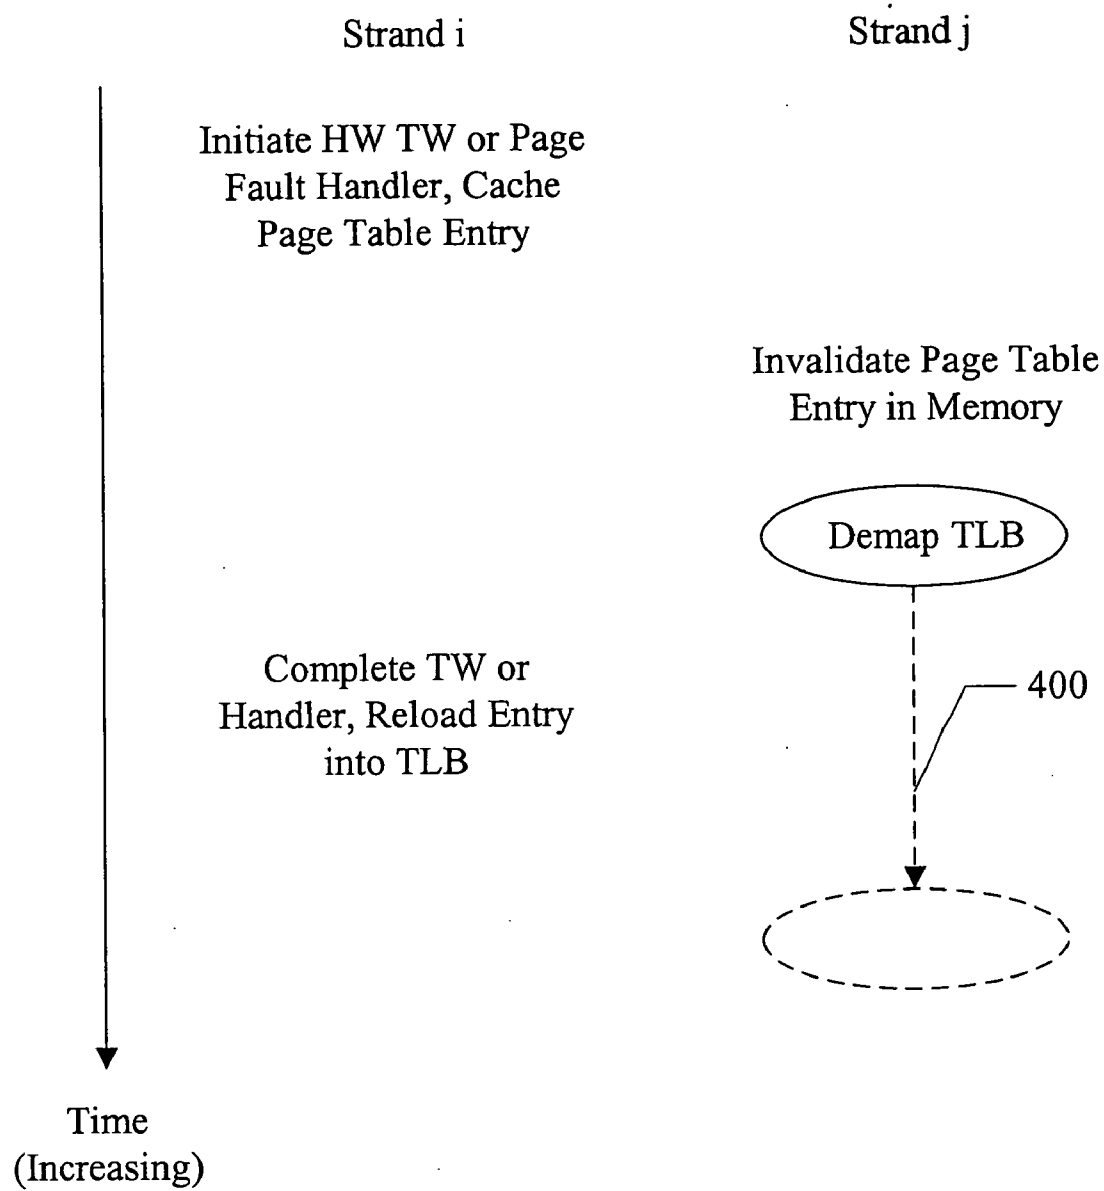 Strand i
Strand j
Initiate HW TW or Page
Fault Handler, Cache
Page Table Entry
Invalidate Page Table
Entry in Memory
Demap TLB
Complete TW or
Handler, Reload Entry
into TLB
400
Time
(Increasing)